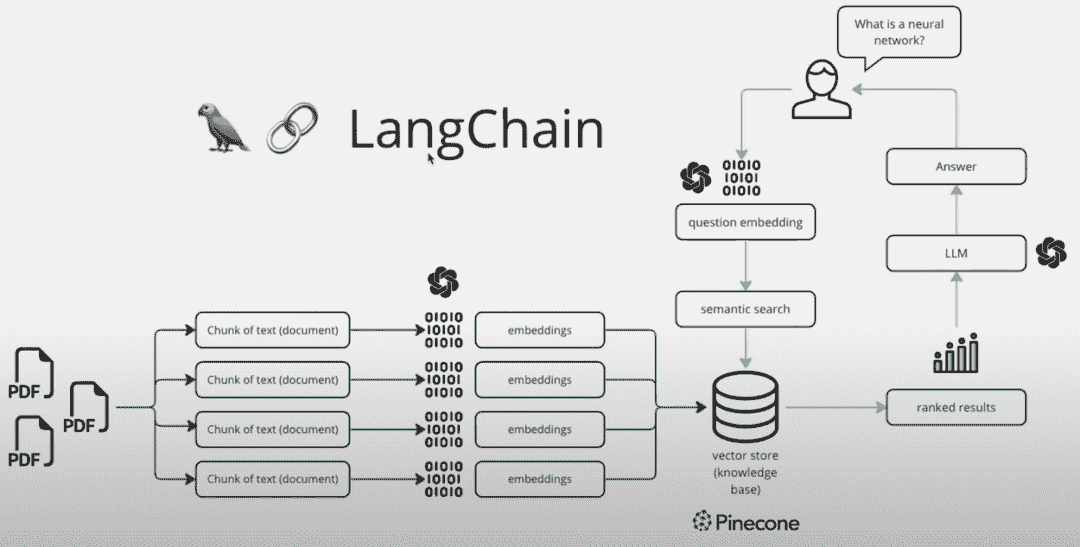 What is a neural
network?
LangChain
01010
10101
01010
Answer
question embedding
LLM
semantic search
Chunk of text (document)
01010
10101
01010
embeddings
Chunk of text (document)
01010
10101
01010
embeddings
Chunk of text (document)
01010
10101
01010
embeddings
Chunk of text (document)
01010
10101
01010
embeddings
PDF
PDF
PDF
ranked results
vector store
(knowledge
base)
Pinecone